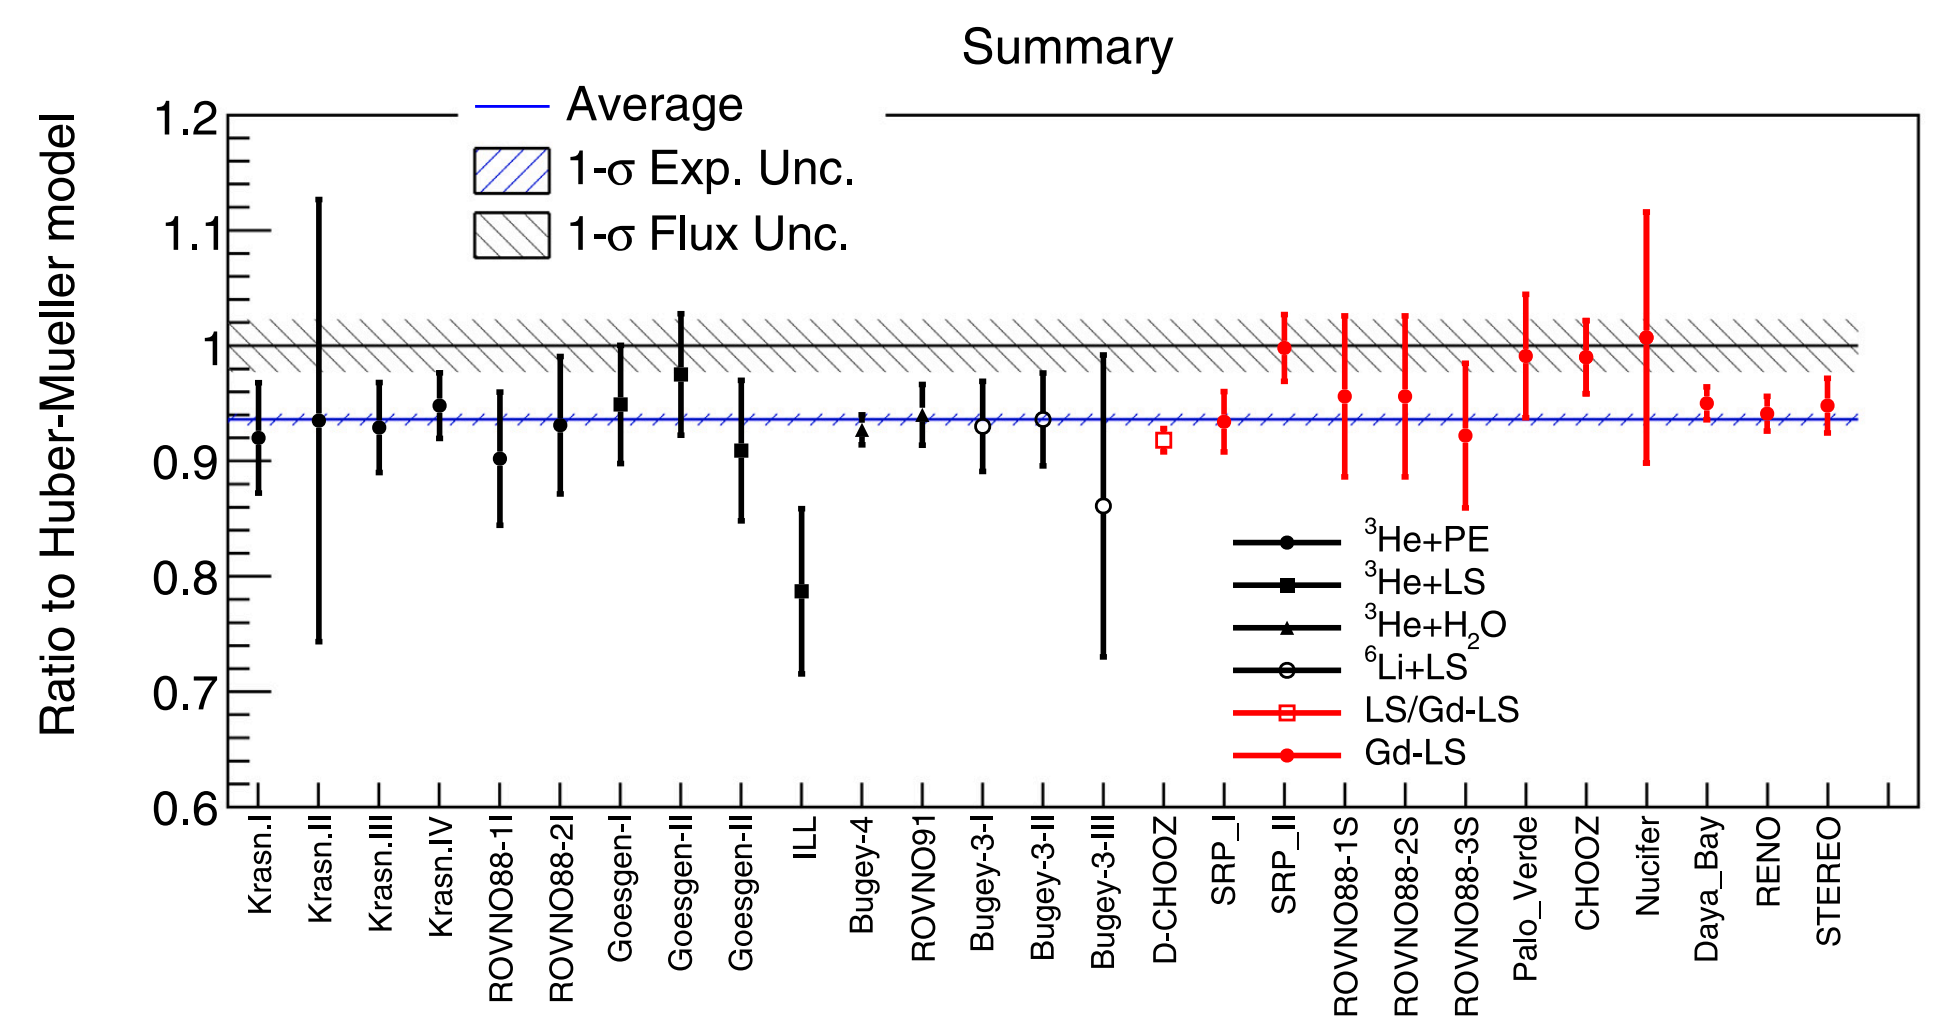 Summary
Average
1-σ Exp. Unc.
1-σ Flux Unc.
Ratio to Huber-Mueller model
1.2
1.1
1
0.9
0.8
0.7
0.6
³He+PE
³He+LS
³He+H₂O
⁶Li+LS
LS/Gd-LS
Gd-LS
Krasn.I
Krasn.II
Krasn.III
Krasn.IV
ROVNO88-1I
ROVNO88-2I
Goesgen-I
Goesgen-II
Goesgen-II
ILL
Bugey-4
ROVNO91
Bugey-3-I
Bugey-3-II
Bugey-3-III
D-CHOOZ
SRP_I
SRP_II
ROVNO88-1S
ROVNO88-2S
ROVNO88-3S
Palo_Verde
CHOOZ
Nucifer
Daya_Bay
RENO
STEREO